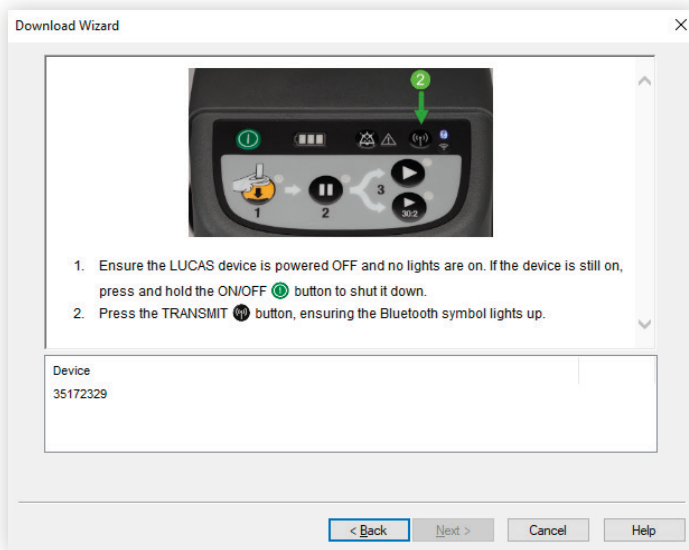 Download Wizard
2
1
2
3
30:2
1. Ensure the LUCAS device is powered OFF and no lights are on. If the device is still on,
press and hold the ON/OFF button to shut it down.
2. Press the TRANSMIT button, ensuring the Bluetooth symbol lights up.
Device
35172329
< Back
Next >
Cancel
Help